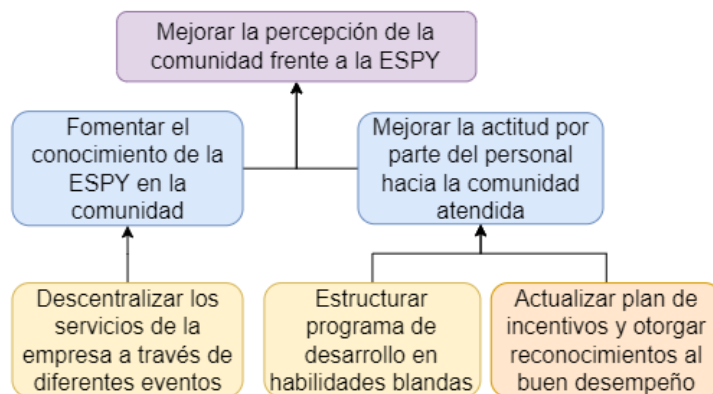 Mejorar la percepción de la
comunidad frente a la ESPY
Fomentar el
conocimiento de la
ESPY en la
comunidad
Mejorar la actitud por
parte del personal
hacia la comunidad
atendida
Descentralizar los
servicios de la
empresa a través de
diferentes eventos
Estructurar
programa de
desarrollo en
habilidades blandas
Actualizar plan de
incentivos y otorgar
reconocimientos al
buen desempeño